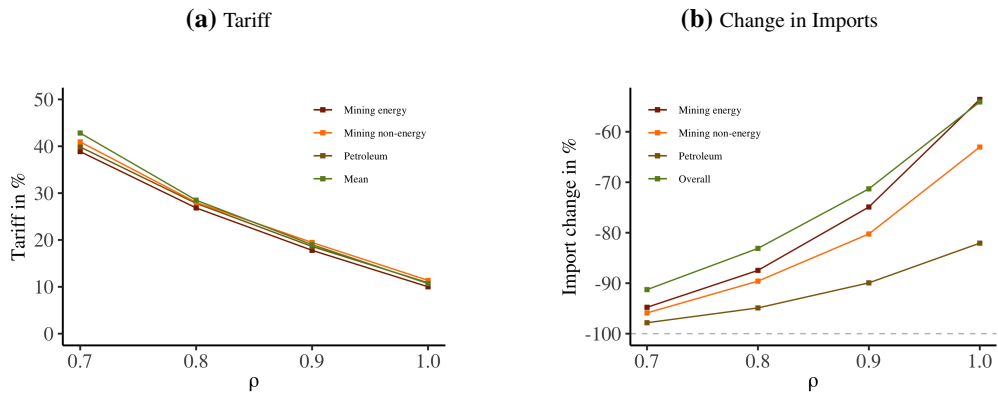 (a) Tariff
Tariff in %
50
40
30
20
10
0
0.7 0.8 0.9 1.0
ρ
Mining energy
Mining non-energy
Petroleum
Mean
(b) Change in Imports
Import change in %
-60
-70
-80
-90
-100
0.7 0.8 0.9 1.0
ρ
Mining energy
Mining non-energy
Petroleum
Overall